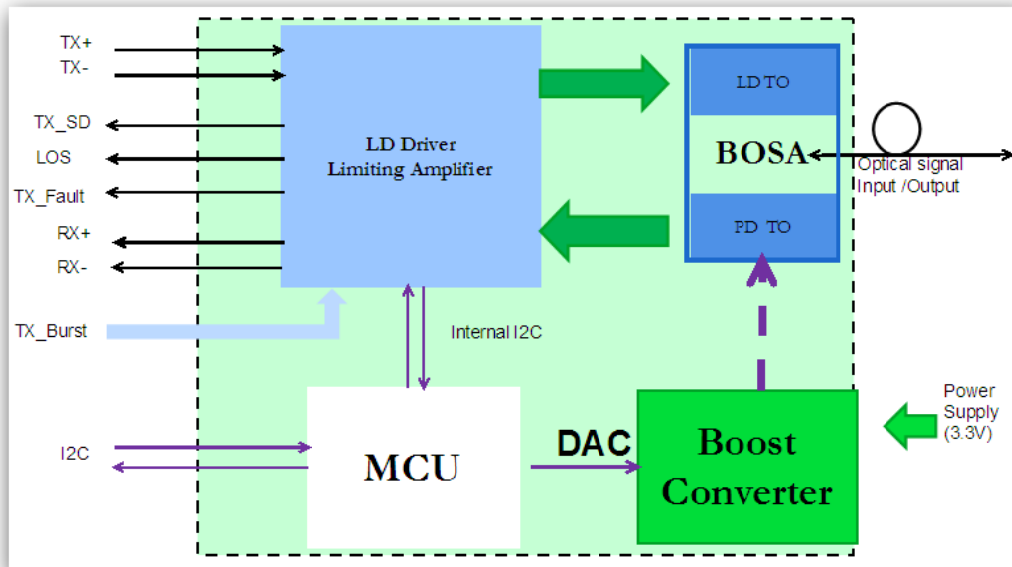 TX+
TX-
TX_SD
LOS
TX_Fault
RX+
RX-
TX_Burst
I2C
LD Driver
Limiting Amplifier
LD TO
BOSA
PD TO
Optical signal
Input /Output
Internal I2C
MCU
DAC
Boost
Converter
Power
Supply
(3.3V)